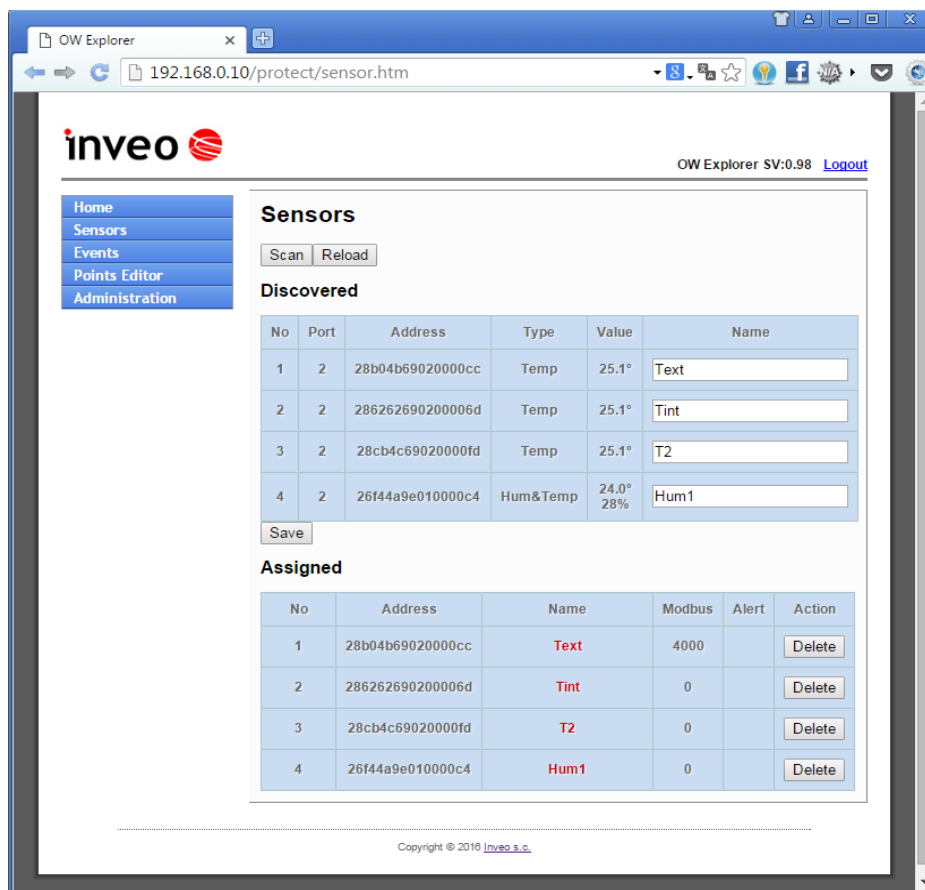 OW Explorer
192.168.0.10/protect/sensor.htm
inveo
OW Explorer SV:0.98 Logout
Home
Sensors
Events
Points Editor
Administration
Sensors
Scan Reload
Discovered
No Port Address Type Value Name
1 2 28b04b69020000cc Temp 25.1° Text
2 2 286262690200006d Temp 25.1° Tint
3 2 28cb4c69020000fd Temp 25.1° T2
4 2 26f44a9e010000c4 Hum&Temp 24.0° 28% Hum1
Save
Assigned
No Address Name Modbus Alert Action
1 28b04b69020000cc Text 4000 Delete
2 286262690200006d Tint 0 Delete
3 28cb4c69020000fd T2 0 Delete
4 26f44a9e010000c4 Hum1 0 Delete
Copyright © 2016 Inveo s.c.